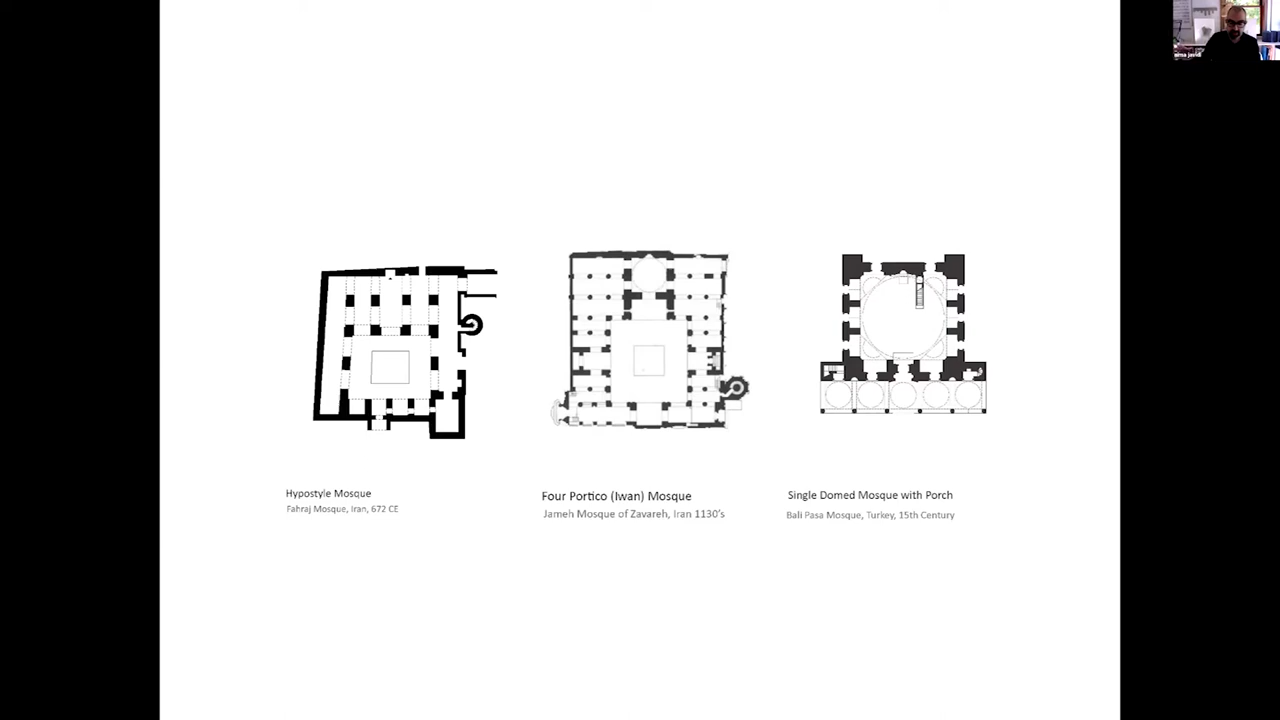 Hypostyle Mosque
Fahraj Mosque, Iran, 672 CE
Four Portico (Iwan) Mosque
Jameh Mosque of Zavareh, Iran 1130's
Single Domed Mosque with Porch
Bali Pasa Mosque, Turkey, 15th Century